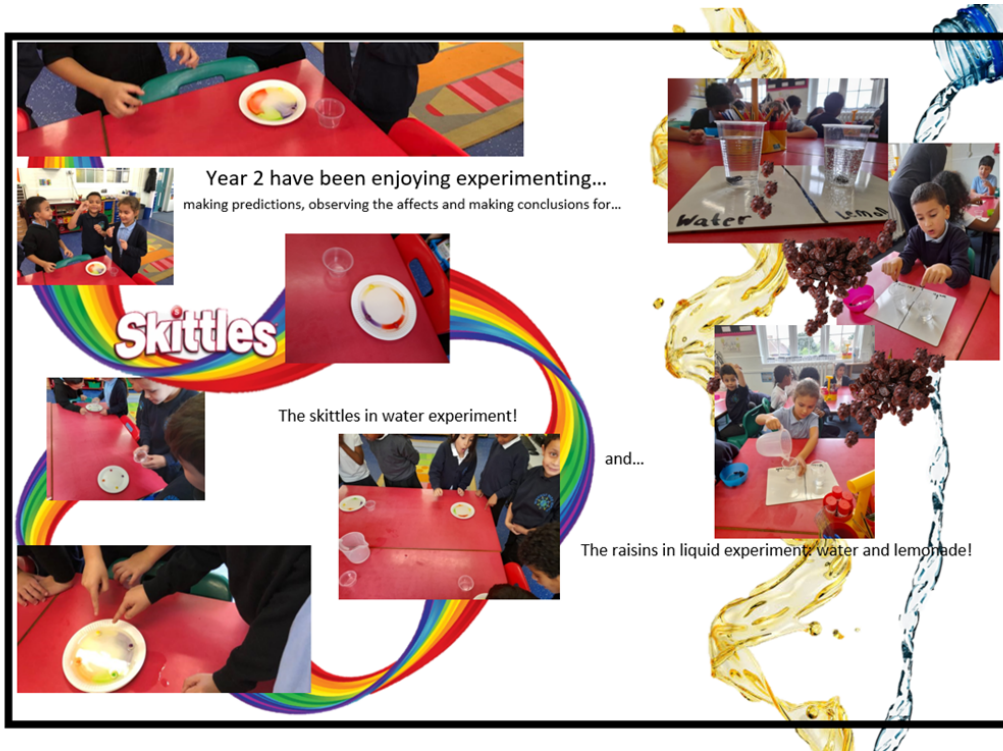 Year 2 have been enjoying experimenting...
making predictions, observing the affects and making conclusions for...
Skittles
The skittles in water experiment!
and...
Water
Lemon
The raisins in liquid experiment: water and lemonade!